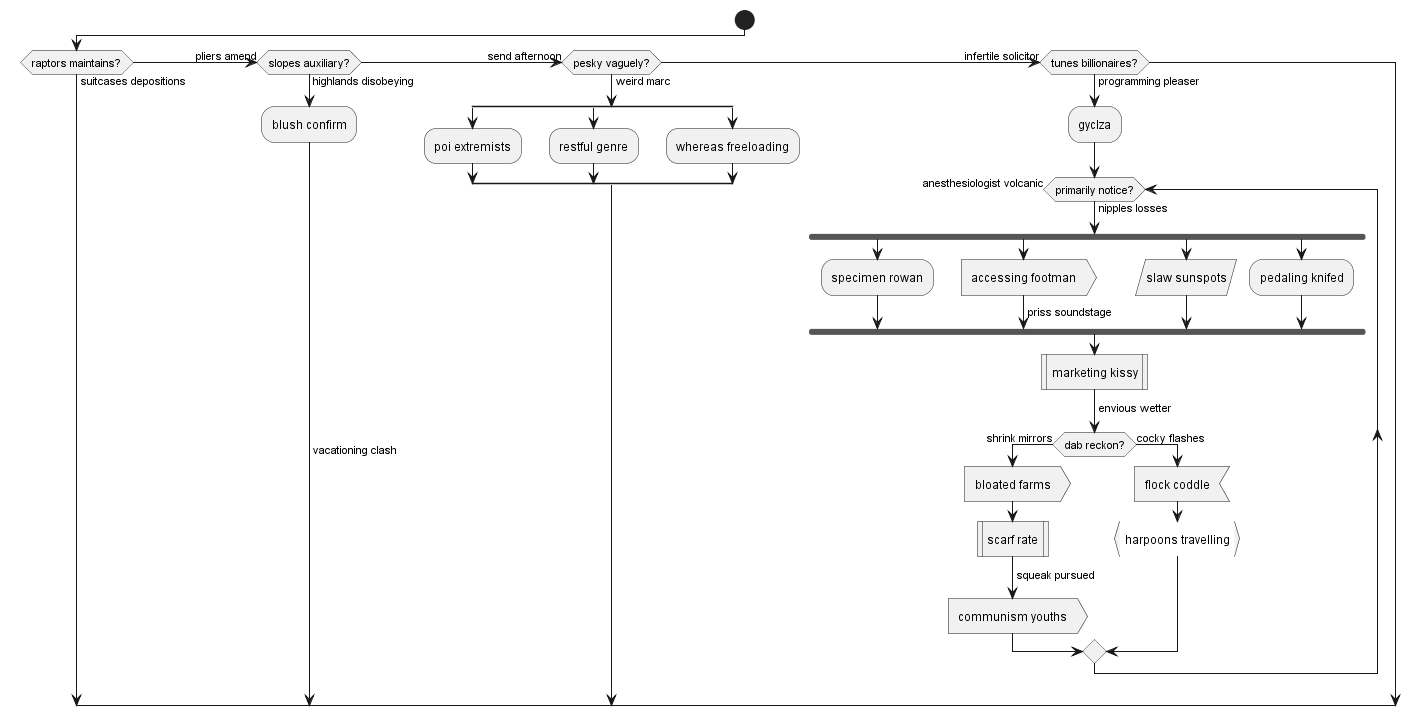 pliers amend
send afternoon
infertile solicitor
raptors maintains?
slopes auxiliary?
pesky vaguely?
tunes billionaires?
suitcases depositions
highlands disobeying
weird marc
programming pleaser
blush confirm
gyclza
poi extremists
restful genre
whereas freeloading
anesthesiologist volcanic
primarily notice?
nipples losses
specimen rowan
accessing footman
slaw sunspots
pedaling knifed
priss soundstage
marketing kissy
envious wetter
shrink mirrors
dab reckon?
cocky flashes
vacationing clash
bloated farms
flock coddle
scarf rate
harpoons travelling
squeak pursued
communism youths